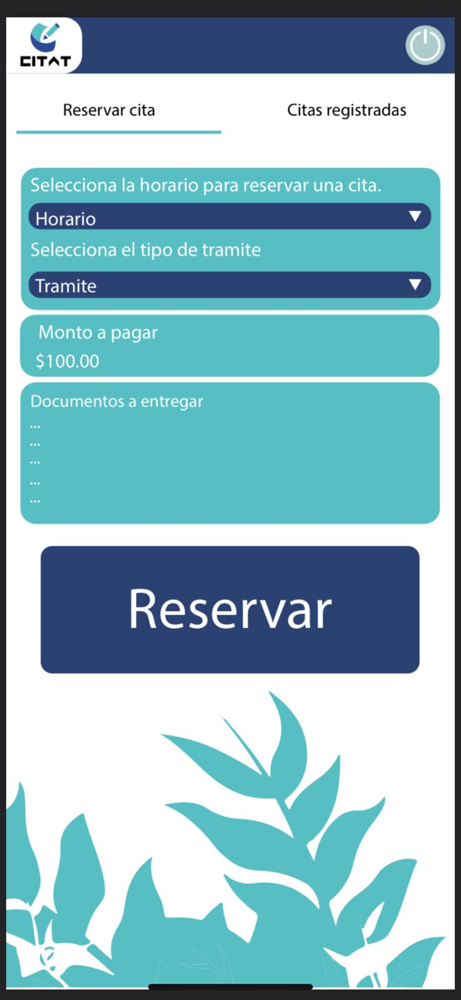 CITAT
Reservar cita
Citas registradas
Selecciona la horario para reservar una cita.
Horario
Selecciona el tipo de tramite
Tramite
Monto a pagar
$100.00
Documentos a entregar
...
...
...
...
...
Reservar